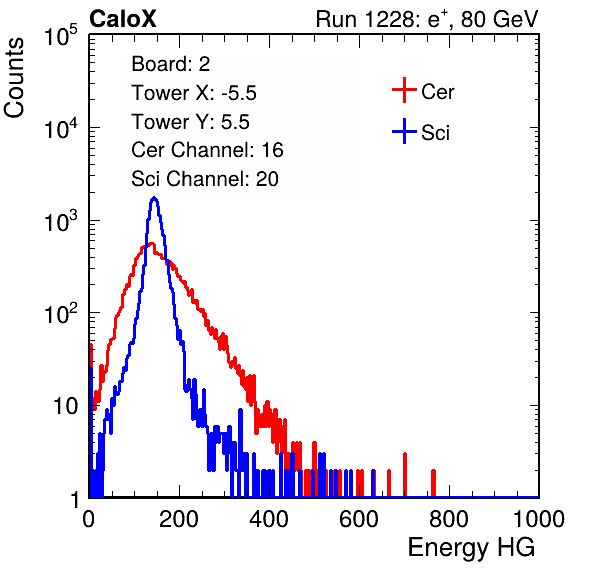 CaloX Run 1228: e⁺, 80 GeV
Counts
Board: 2
Tower X: -5.5
Tower Y: 5.5
Cer Channel: 16
Sci Channel: 20
Cer
Sci
10⁵
10⁴
10³
10²
10
1
0 200 400 600 800 1000
Energy HG